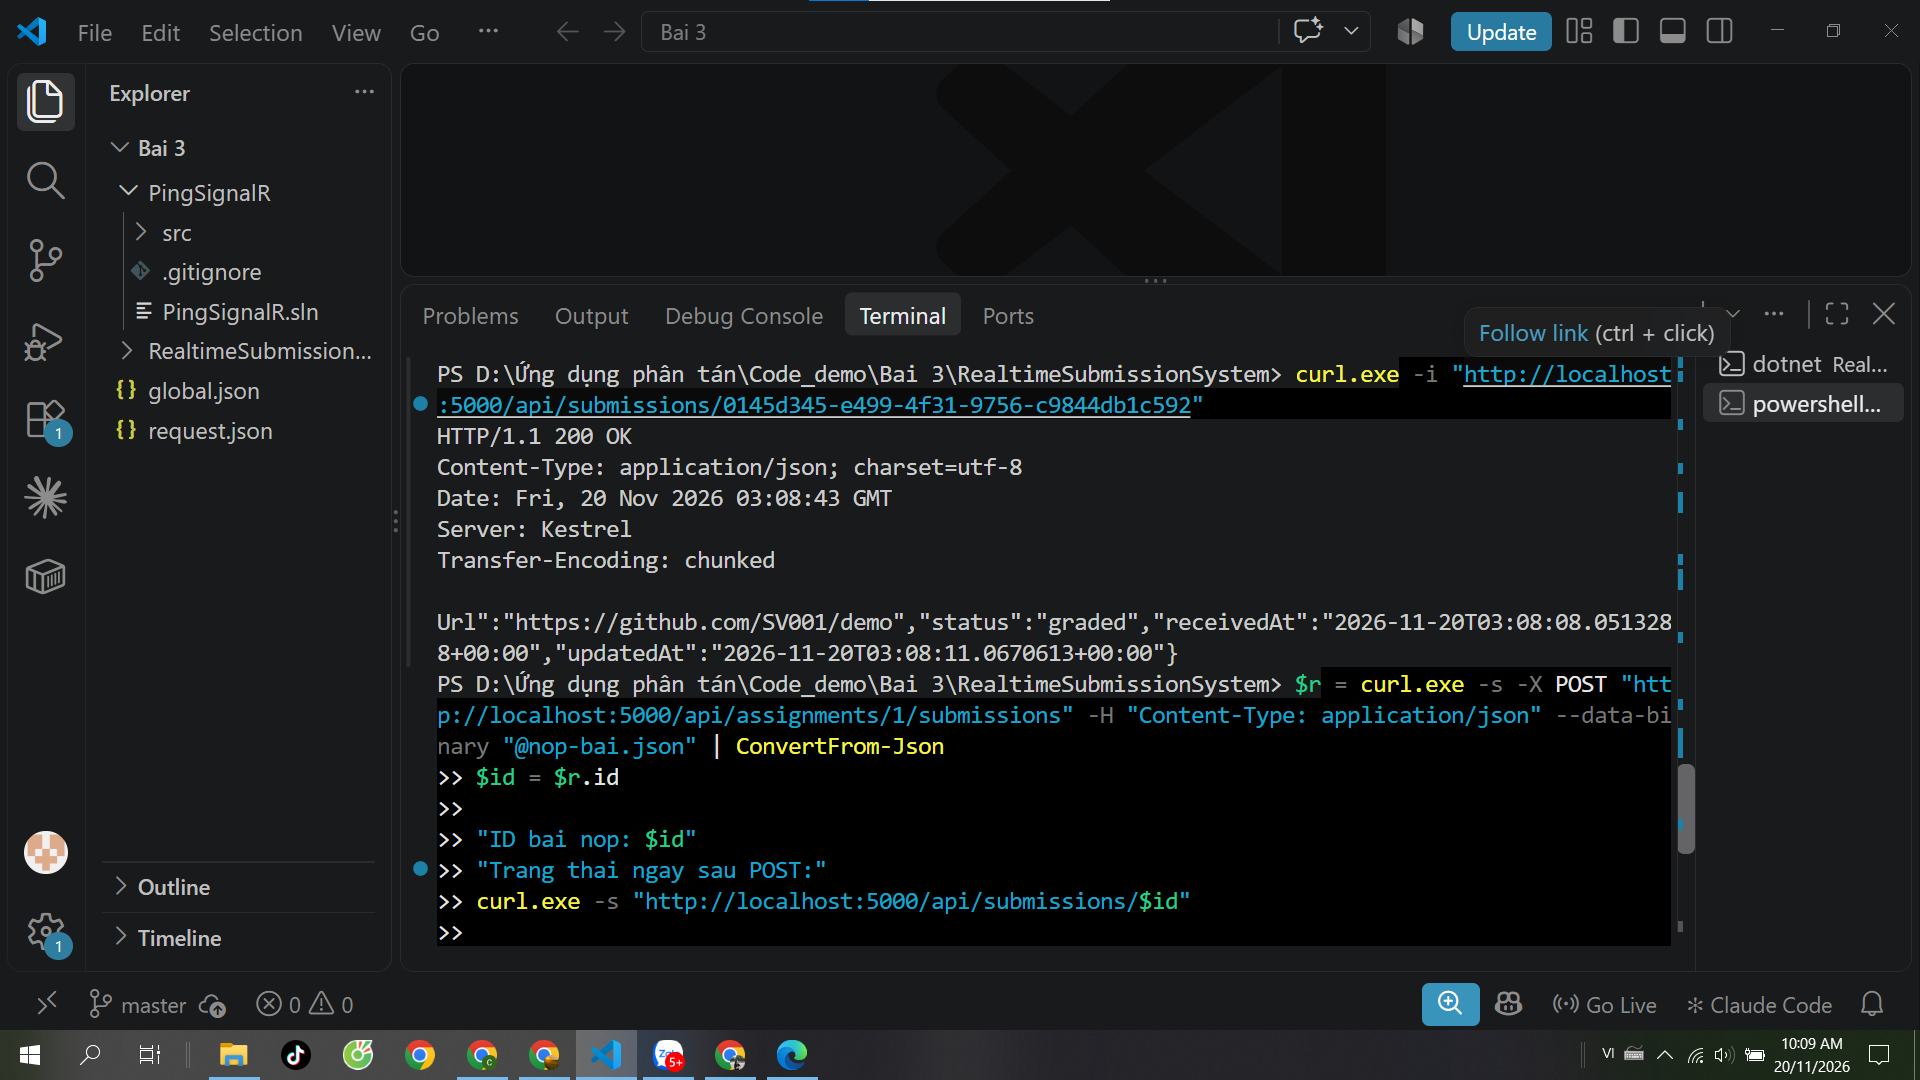 File Edit Selection View Go ···
Bai 3
Update
Explorer
Bai 3
PingSignalR
src
.gitignore
PingSignalR.sln
RealtimeSubmission...
global.json
request.json
1
Outline
Timeline
1
Problems Output Debug Console Terminal Ports
Follow link (ctrl + click)
dotnet Real...
powershell...
PS D:\Ứng dụng phân tán\Code_demo\Bai 3\RealtimeSubmissionSystem> curl.exe -i "http://localhost
:5000/api/submissions/0145d345-e499-4f31-9756-c9844db1c592"
HTTP/1.1 200 OK
Content-Type: application/json; charset=utf-8
Date: Fri, 20 Nov 2026 03:08:43 GMT
Server: Kestrel
Transfer-Encoding: chunked
Url":"https://github.com/SV001/demo","status":"graded","receivedAt":"2026-11-20T03:08:08.051328
8+00:00","updatedAt":"2026-11-20T03:08:11.0670613+00:00"}
PS D:\Ứng dụng phân tán\Code_demo\Bai 3\RealtimeSubmissionSystem> $r = curl.exe -s -X POST "htt
p://localhost:5000/api/assignments/1/submissions" -H "Content-Type: application/json" --data-bi
nary "@nop-bai.json" | ConvertFrom-Json
>> $id = $r.id
>>
>> "ID bai nop: $id"
>> "Trang thai ngay sau POST:"
>> curl.exe -s "http://localhost:5000/api/submissions/$id"
>>
master 0 0
Go Live Claude Code
5+
VI
10:09 AM
20/11/2026